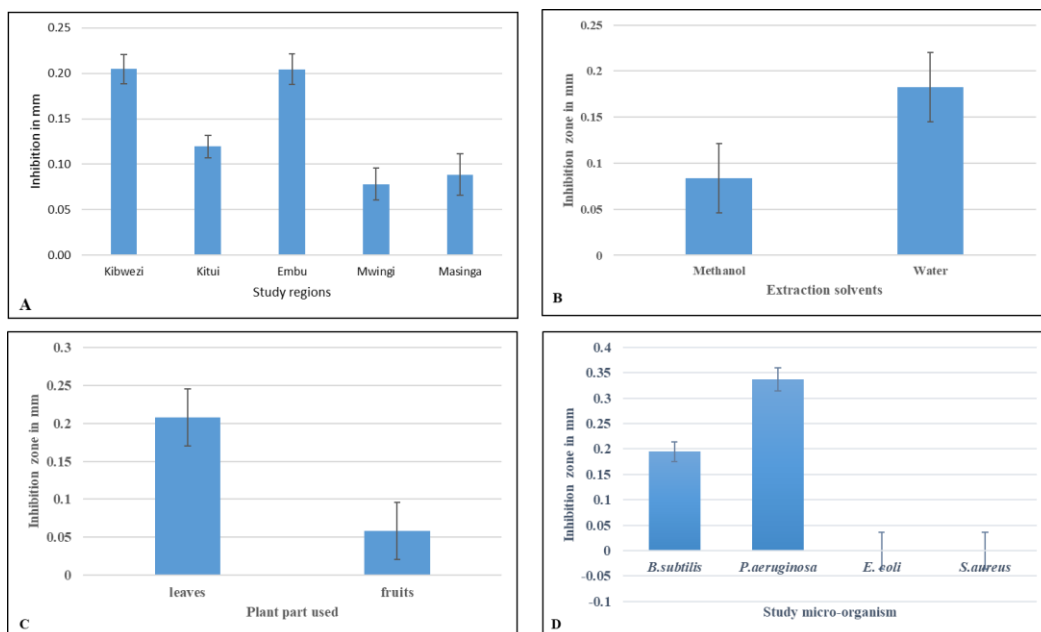 0.25
0.20
0.15
0.10
0.05
0.00
Inhibition in mm
Kibwezi Kitui Embu Mwingi Masinga
Study regions
A
0.25
0.2
0.15
0.1
0.05
0
Inhibition zone in mm
Methanol Water
Extraction solvents
B
0.3
0.25
0.2
0.15
0.1
0.05
0
Inhibition zone in mm
leaves fruits
Plant part used
C
0.4
0.35
0.3
0.25
0.2
0.15
0.1
0.05
0
-0.05
-0.1
Inhibition zone in mm
B.subtilis P.aeruginosa E. coli S.aureus
Study micro-organism
D